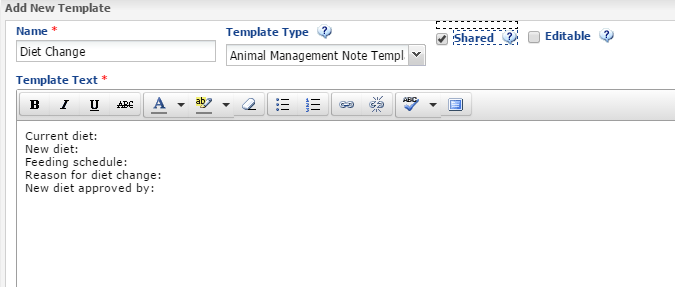 Add New Template
Name * Template Type Shared Editable
Diet Change Animal Management Note Templ
Template Text *
B I U ABC A ab ABC
Current diet:
New diet:
Feeding schedule:
Reason for diet change:
New diet approved by: